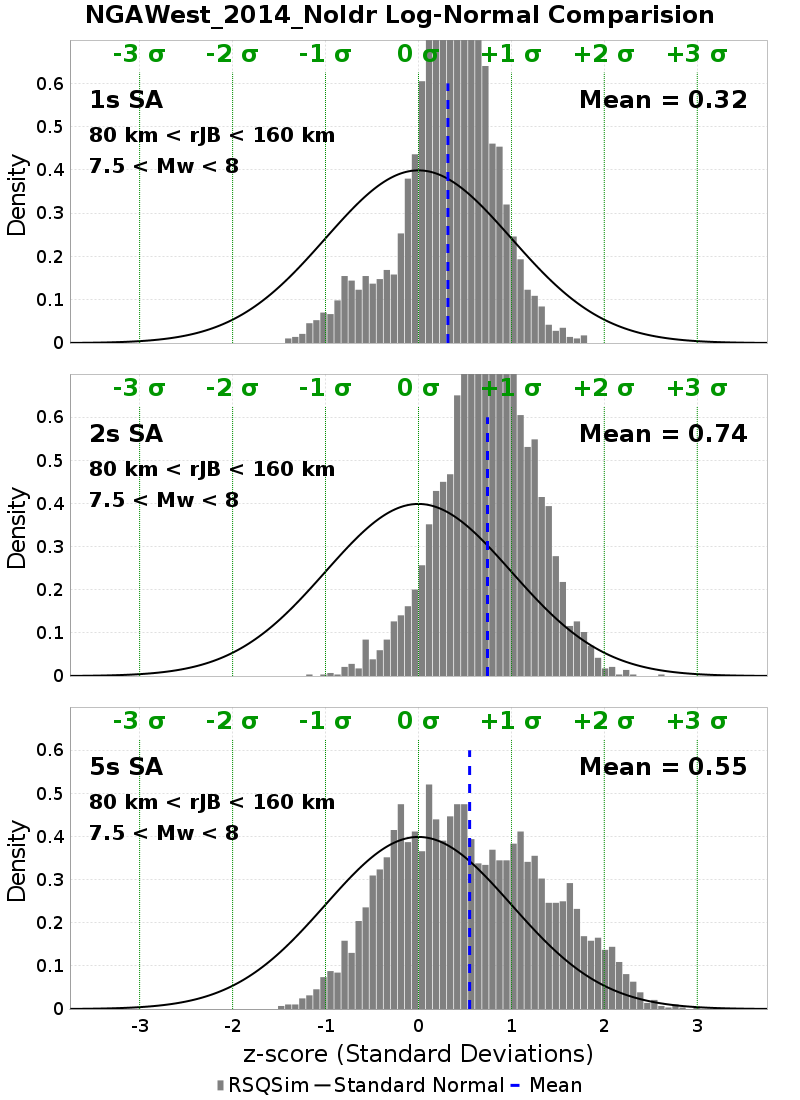 NGAWest_2014_NoIdr Log-Normal Comparision
-3 σ -2 σ -1 σ 0 σ +1 σ +2 σ +3 σ
1s SA Mean = 0.32
80 km < rJB < 160 km
7.5 < Mw < 8
Density
0.6
0.5
0.4
0.3
0.2
0.1
0
-3 σ -2 σ -1 σ 0 σ +1 σ +2 σ +3 σ
2s SA Mean = 0.74
80 km < rJB < 160 km
7.5 < Mw < 8
Density
0.6
0.5
0.4
0.3
0.2
0.1
0
-3 σ -2 σ -1 σ 0 σ +1 σ +2 σ +3 σ
5s SA Mean = 0.55
80 km < rJB < 160 km
7.5 < Mw < 8
Density
0.6
0.5
0.4
0.3
0.2
0.1
0
-3 -2 -1 0 1 2 3
z-score (Standard Deviations)
RSQSim Standard Normal Mean